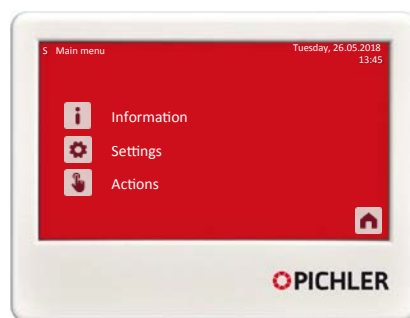 S Main menu
Tuesday, 26.05.2018
13:45
Information
Settings
Actions
PICHLER